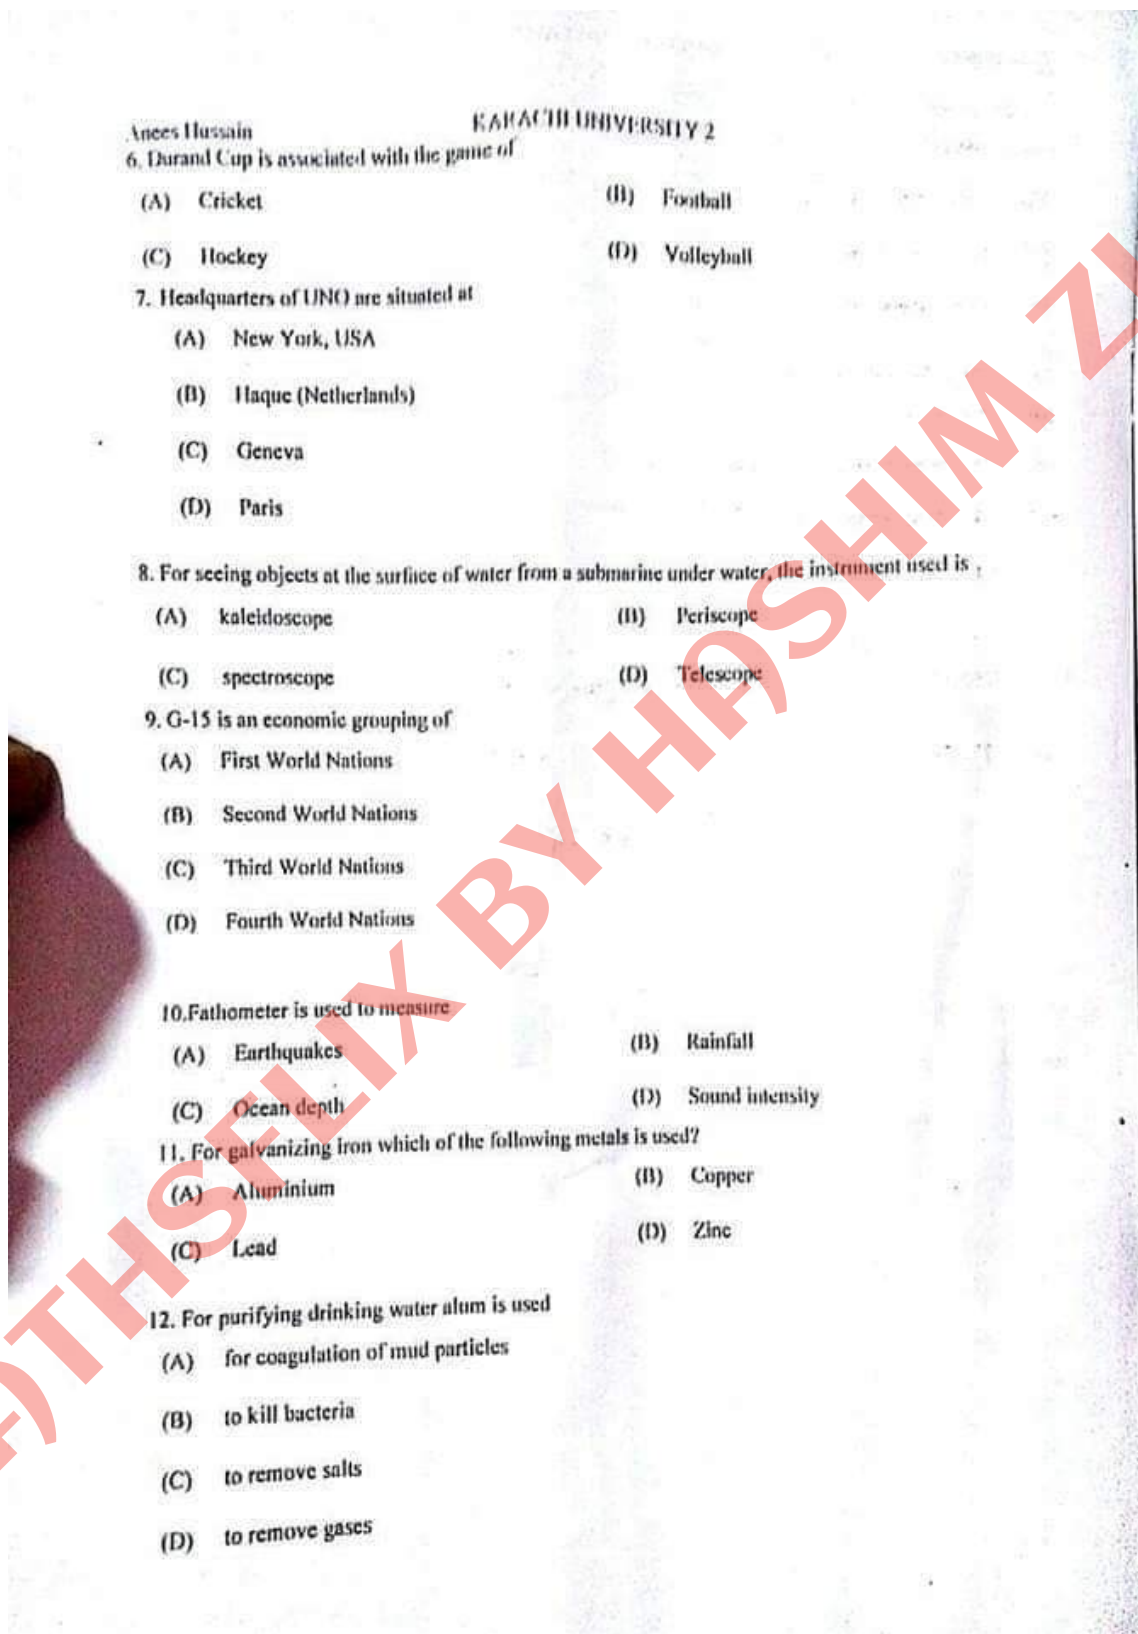 Anees Hussain
KARACHI UNIVERSITY 2
6. Durand Cup is associated with the game of
(A) Cricket
(B) Football
(C) Hockey
(D) Volleyball
7. Headquarters of UNO are situated at
(A) New York, USA
(B) Haque (Netherlands)
(C) Geneva
(D) Paris
8. For seeing objects at the surface of water from a submarine under water, the instrument used is .
(A) kaleidoscope
(B) Periscope
(C) spectroscope
(D) Telescope
9. G-15 is an economic grouping of
(A) First World Nations
(B) Second World Nations
(C) Third World Nations
(D) Fourth World Nations
10.Fathometer is used to measure
(A) Earthquakes
(B) Rainfall
(C) Ocean depth
(D) Sound intensity
11. For galvanizing iron which of the following metals is used?
(A) Aluminium
(B) Copper
(C) Lead
(D) Zinc
12. For purifying drinking water alum is used
(A) for coagulation of mud particles
(B) to kill bacteria
(C) to remove salts
(D) to remove gases
ATHSFLIX BY HASHIM ZU